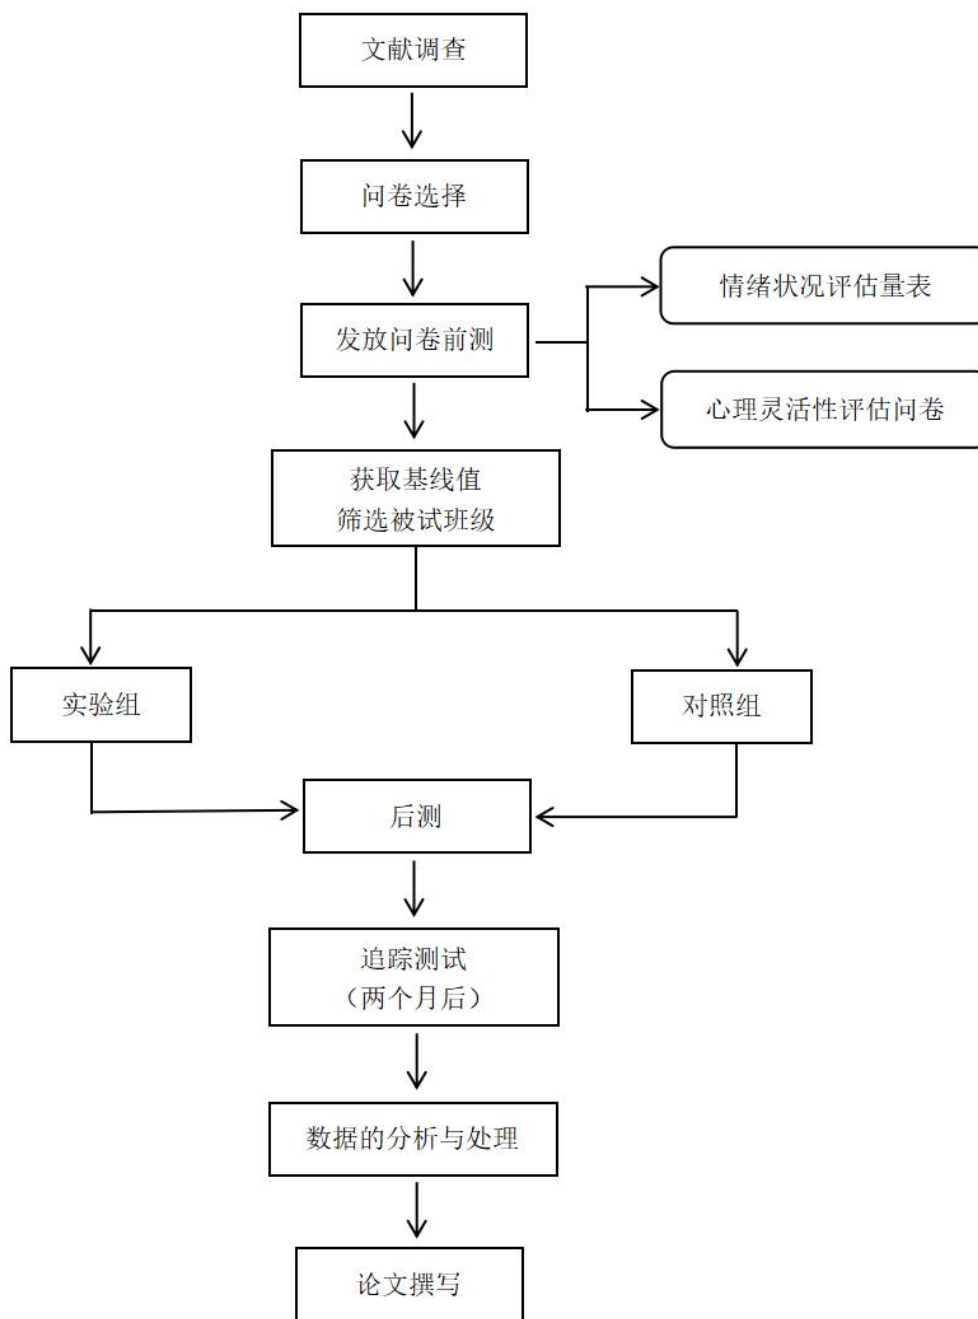 文献调查
问卷选择
情绪状况评估量表
发放问卷前测
心理灵活性评估问卷
获取基线值
筛选被试班级
实验组
对照组
后测
追踪测试
（两个月后）
数据的分析与处理
论文撰写